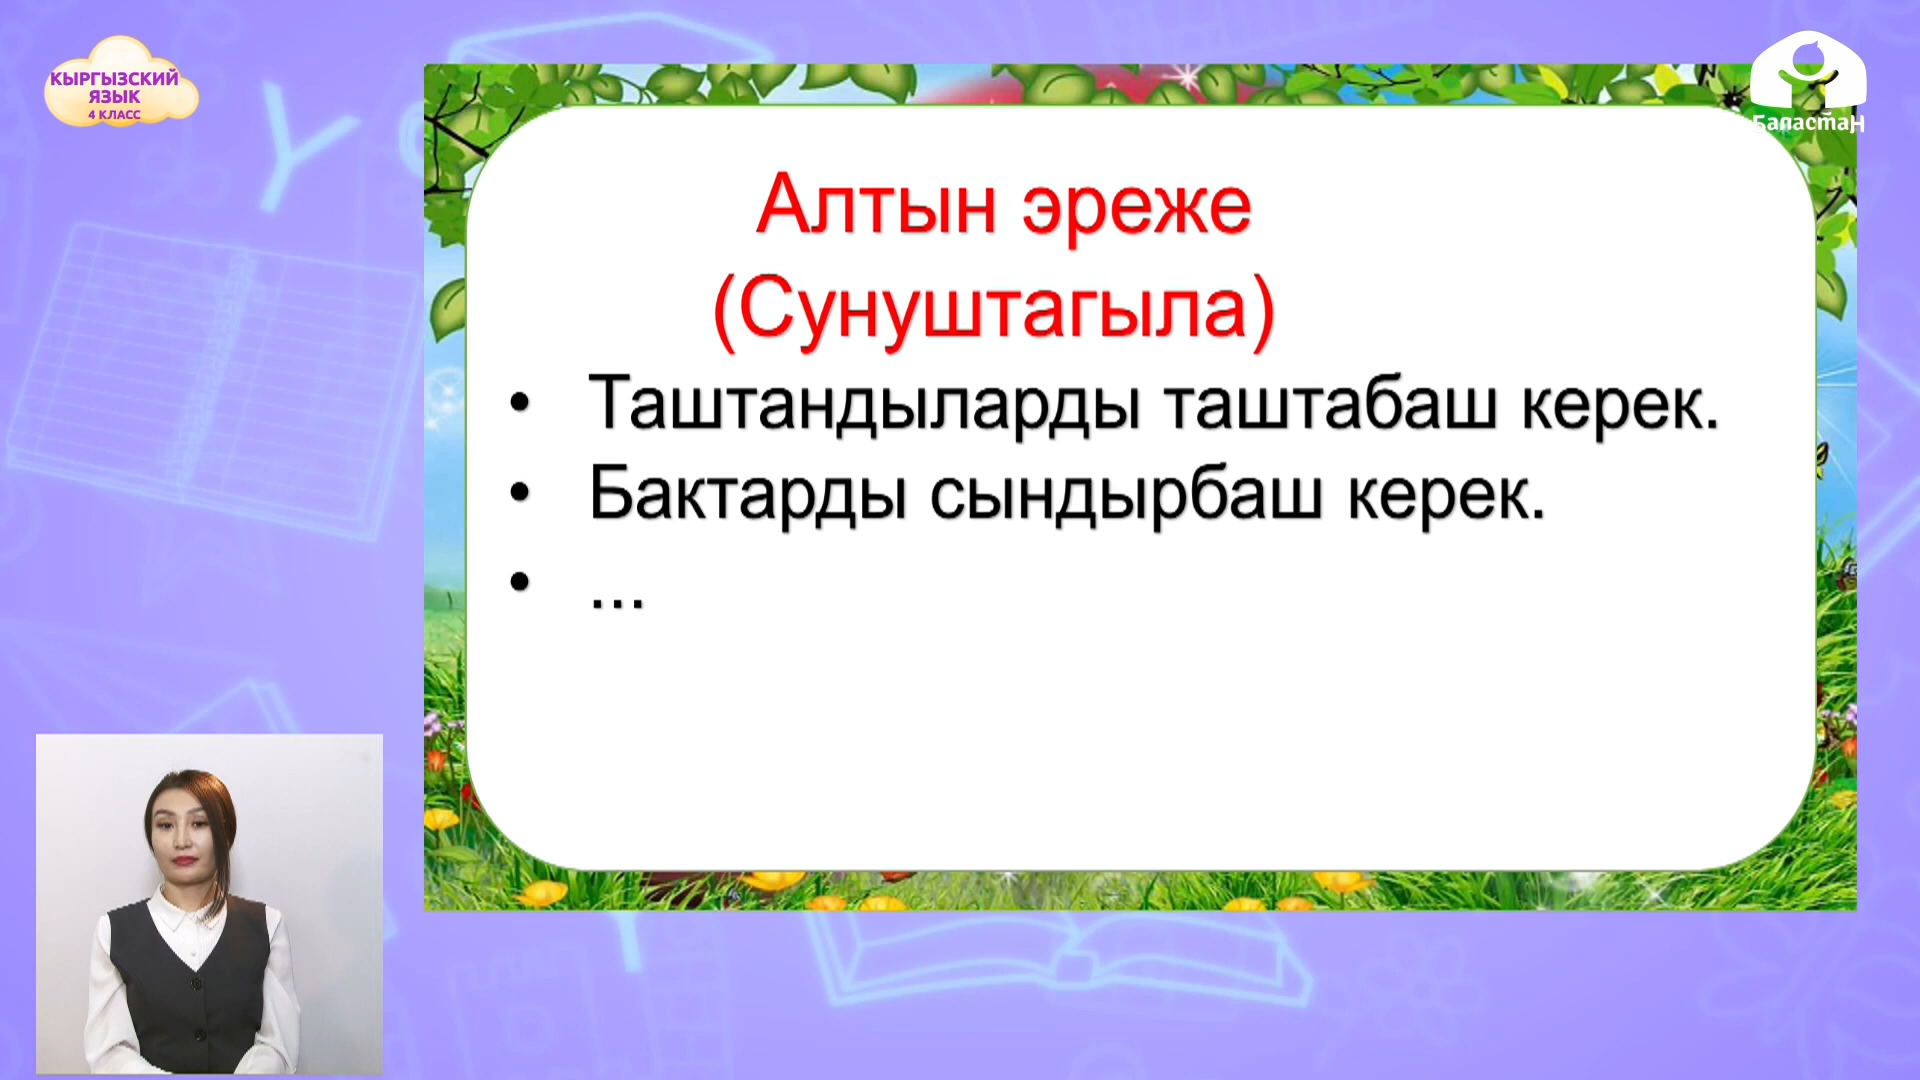 КЫРГЫЗСКИЙ
ЯЗЫК
4 КЛАСС
Баластан
Алтын эреже
(Сунуштагыла)
• Таштандыларды таштабаш керек.
• Бактарды сындырбаш керек.
• ...